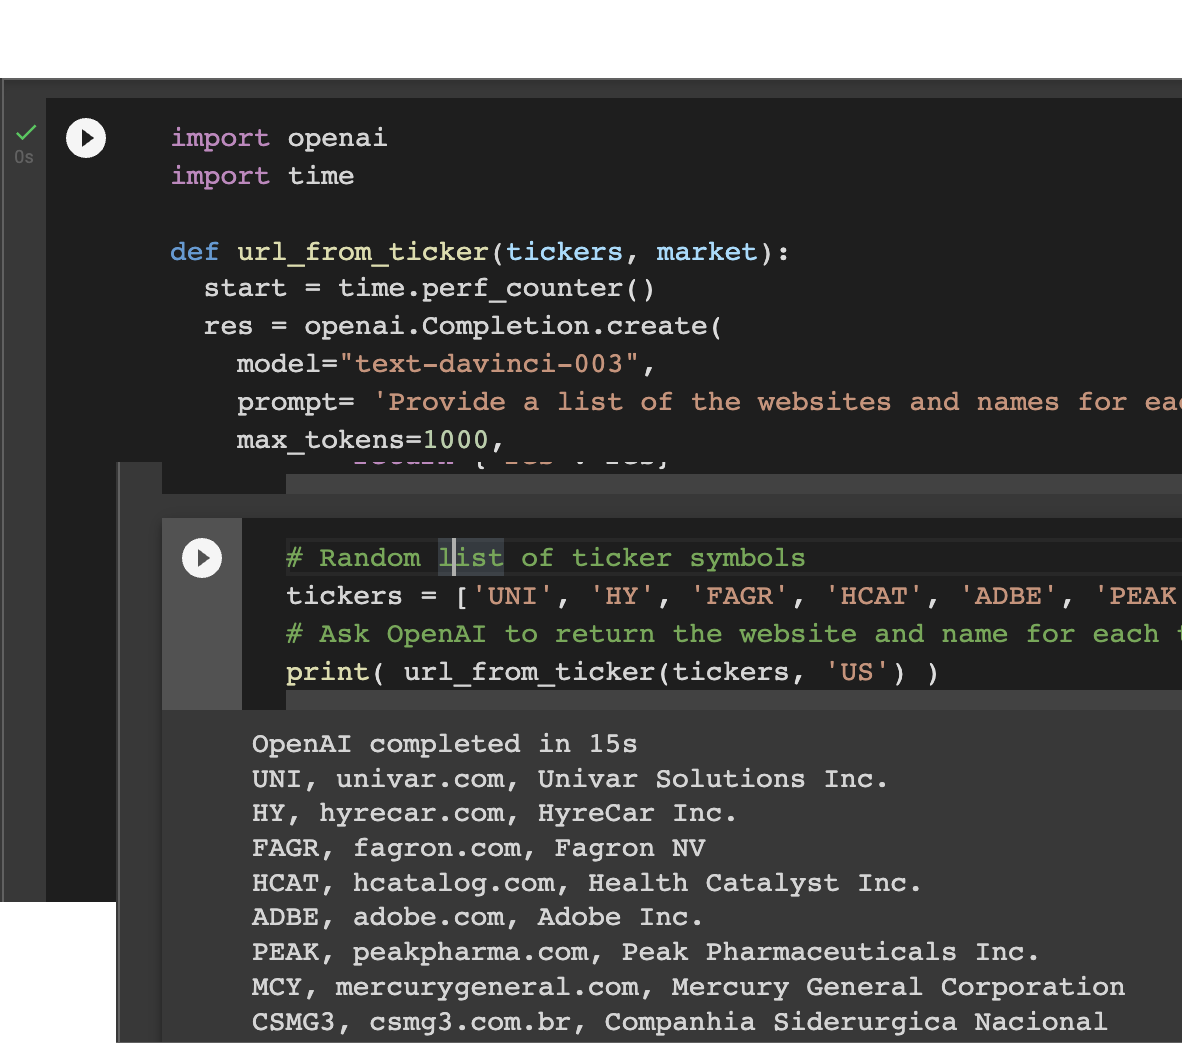 0s
import openai
import time
def url_from_ticker(tickers, market):
start = time.perf_counter()
res = openai.Completion.create(
model="text-davinci-003",
prompt= 'Provide a list of the websites and names for
max_tokens=1000,
# Random list of ticker symbols
tickers = ['UNI', 'HY', 'FAGR', 'HCAT', 'ADBE', 'PEAK
# Ask OpenAI to return the website and name for each
print( url_from_ticker(tickers, 'US') )
OpenAI completed in 15s
UNI, univar.com, Univar Solutions Inc.
HY, hyrecar.com, HyreCar Inc.
FAGR, fagron.com, Fagron NV
HCAT, hcatalog.com, Health Catalyst Inc.
ADBE, adobe.com, Adobe Inc.
PEAK, peakpharma.com, Peak Pharmaceuticals Inc.
MCY, mercurygeneral.com, Mercury General Corporation
CSMG3, csmg3.com.br, Companhia Siderurgica Nacional